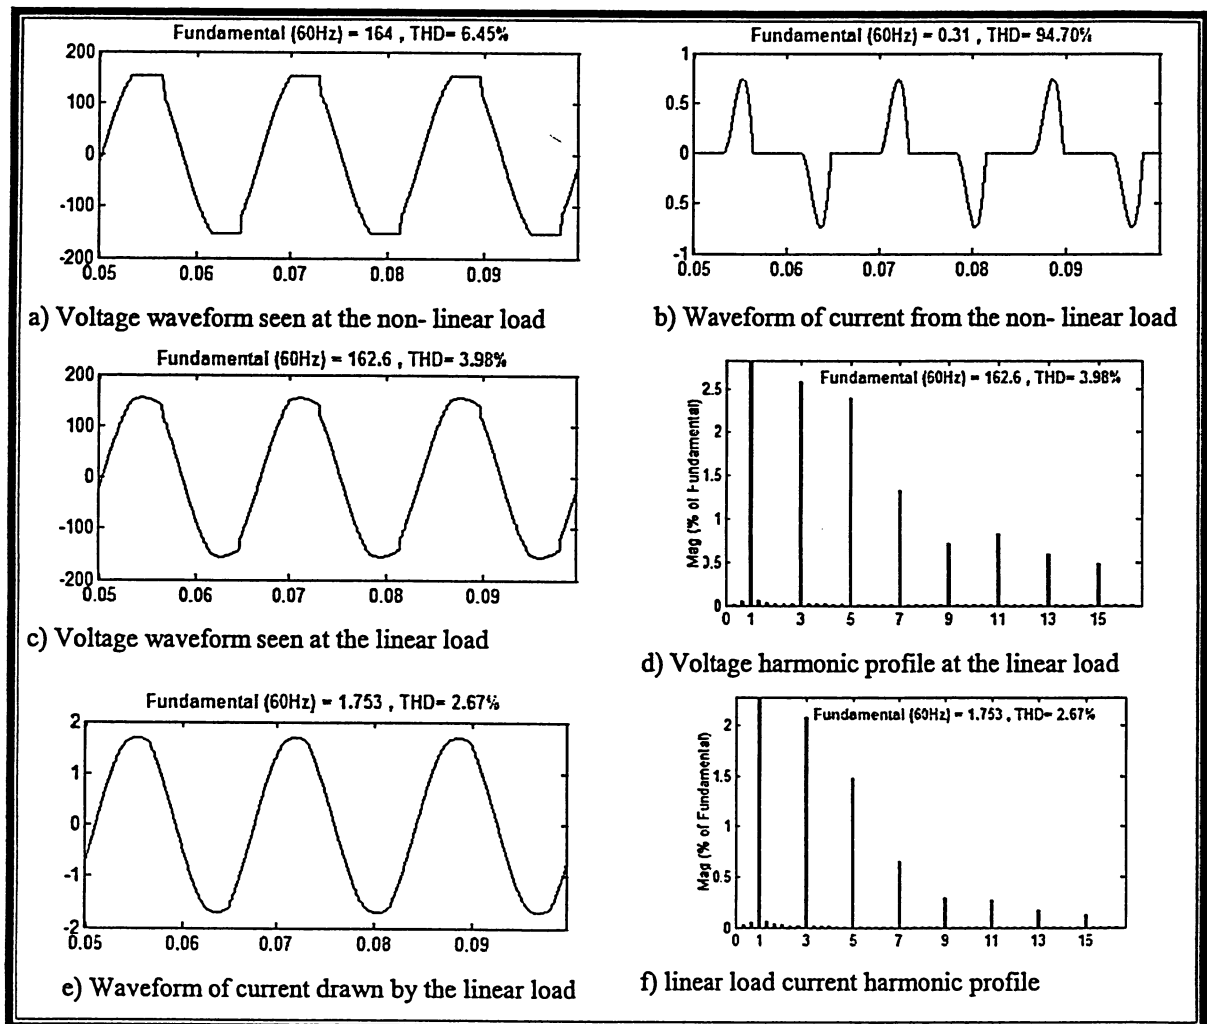 Fundamental (60Hz) = 164 , THD= 6.45%
200
100
0
-100
-200
0.05 0.06 0.07 0.08 0.09
a) Voltage waveform seen at the non- linear load
Fundamental (60Hz) = 0.31 , THD= 94.70%
1
0.5
0
0.5
-1
0.05 0.06 0.07 0.08 0.09
b) Waveform of current from the non- linear load
Fundamental (60Hz) = 162.6 , THD= 3.98%
200
100
0
-100
-200
0.05 0.06 0.07 0.08 0.09
c) Voltage waveform seen at the linear load
Fundamental (60Hz) = 162.6 , THD= 3.98%
Mag (% of Fundamental)
2.5
2
1.5
1
0.5
0
0 1 3 5 7 9 11 13 15
d) Voltage harmonic profile at the linear load
Fundamental (60Hz) = 1.753 , THD= 2.67%
2
1
0
-1
-2
0.05 0.06 0.07 0.08 0.09
e) Waveform of current drawn by the linear load
Fundamental (60Hz) = 1.753 , THD= 2.67%
Mag (% of Fundamental)
2
1.5
1
0.5
0
0 1 3 5 7 9 11 13 15
f) linear load current harmonic profile